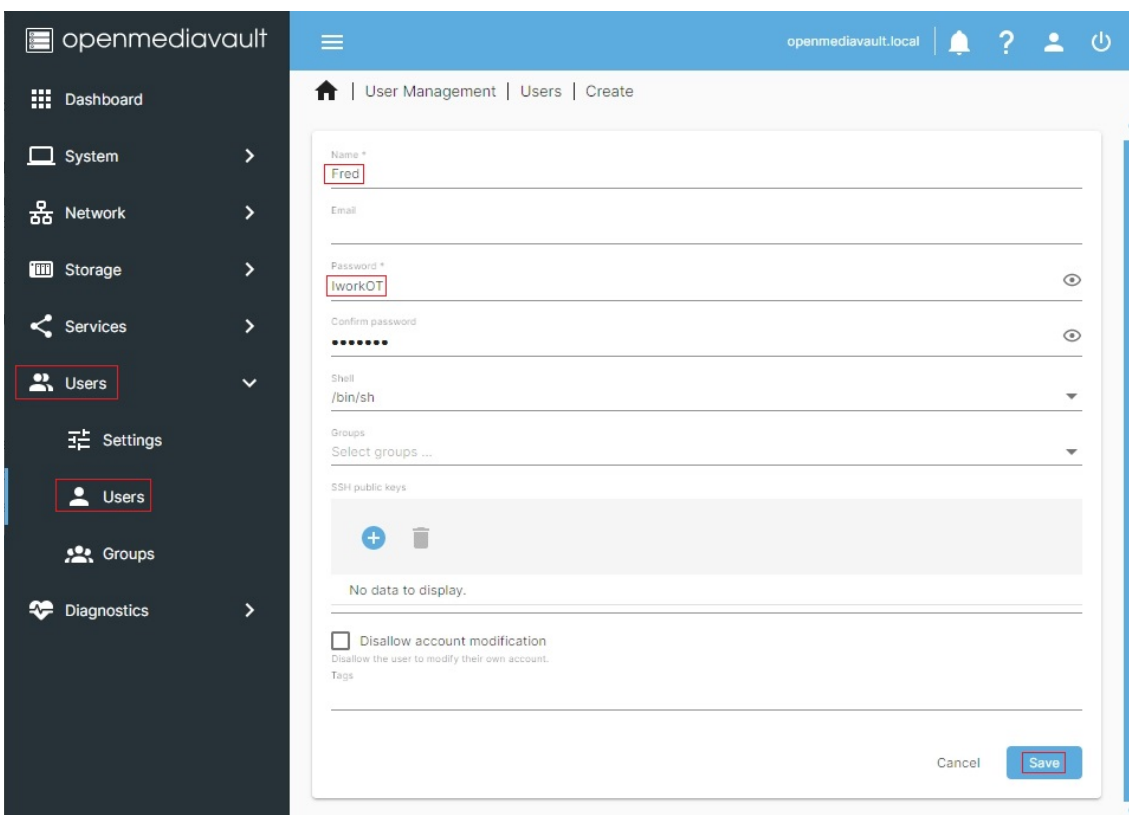 openmediavault
openmediavault.local
Dashboard
System
Network
Storage
Services
Users
Settings
Users
Groups
Diagnostics
| User Management | Users | Create
Name *
Fred
Email
Password *
IworkOT
Confirm password
•••••••
Shell
/bin/sh
Groups
Select groups ...
SSH public keys
No data to display.
Disallow account modification
Disallow the user to modify their own account.
Tags
Cancel
Save